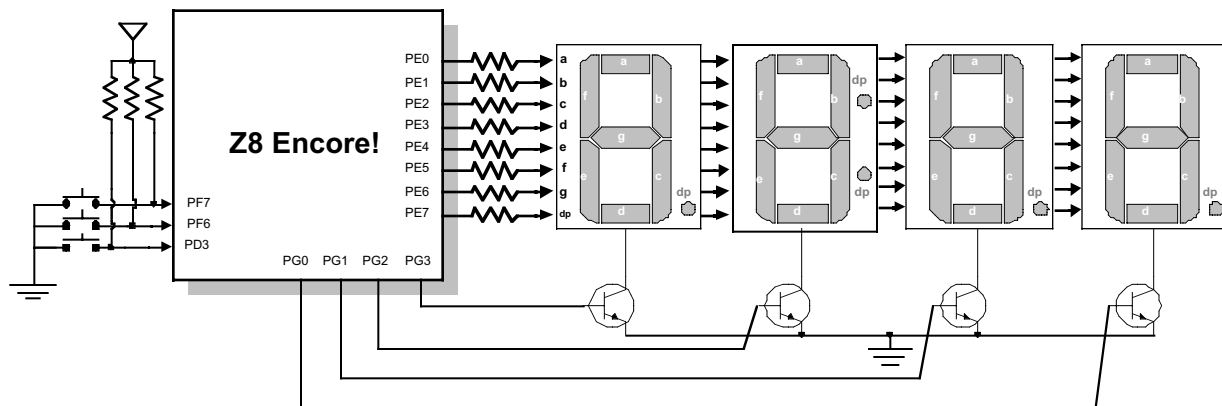 Z8 Encore!
PE0
PE1
PE2
PE3
PE4
PE5
PE6
PE7
PF7
PF6
PD3
PG0 PG1 PG2 PG3
a
b
c
d
e
f
g
dp
a
f b
g
e c
d
dp
a
dp
f b
g
e c
d
dp
a
f b
g
e c
d
dp
a
f b
g
e c
d
dp